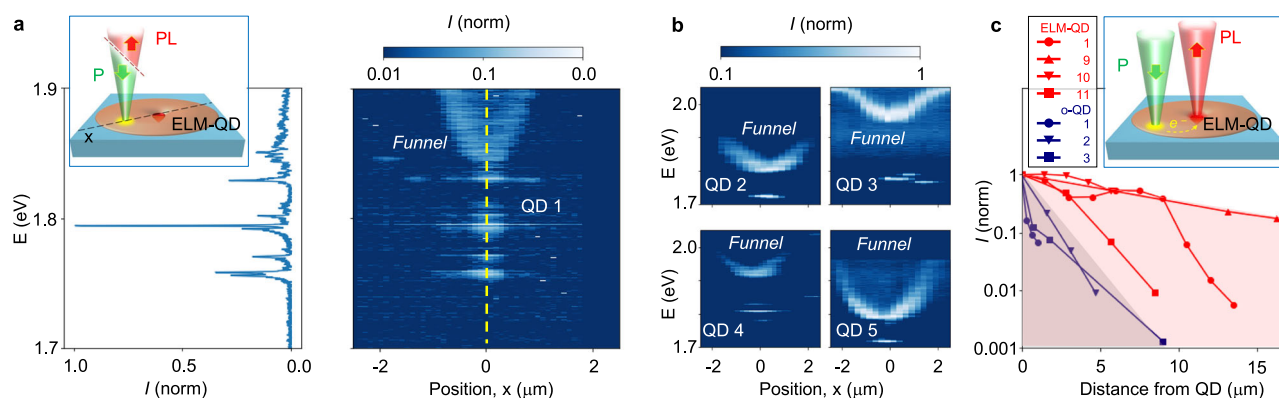 a
PL
P
ELM-QD
x
1.9
1.8
1.7
E (eV)
1.0
0.5
0.0
I (norm)
I (norm)
0.01
0.1
0.0
Funnel
QD 1
-2
0
2
Position, x (μm)
b
I (norm)
0.1
1
2.0
1.7
E (eV)
Funnel
QD 2
Funnel
QD 3
2.0
1.7
E (eV)
Funnel
QD 4
Funnel
QD 5
-2
0
2
-2
0
2
Position, x (μm)
c
ELM-QD
1
9
10
11
o-QD
1
2
3
P
PL
e⁻
ELM-QD
I (norm)
1
0.1
0.01
0.001
0
5
10
15
Distance from QD (μm)